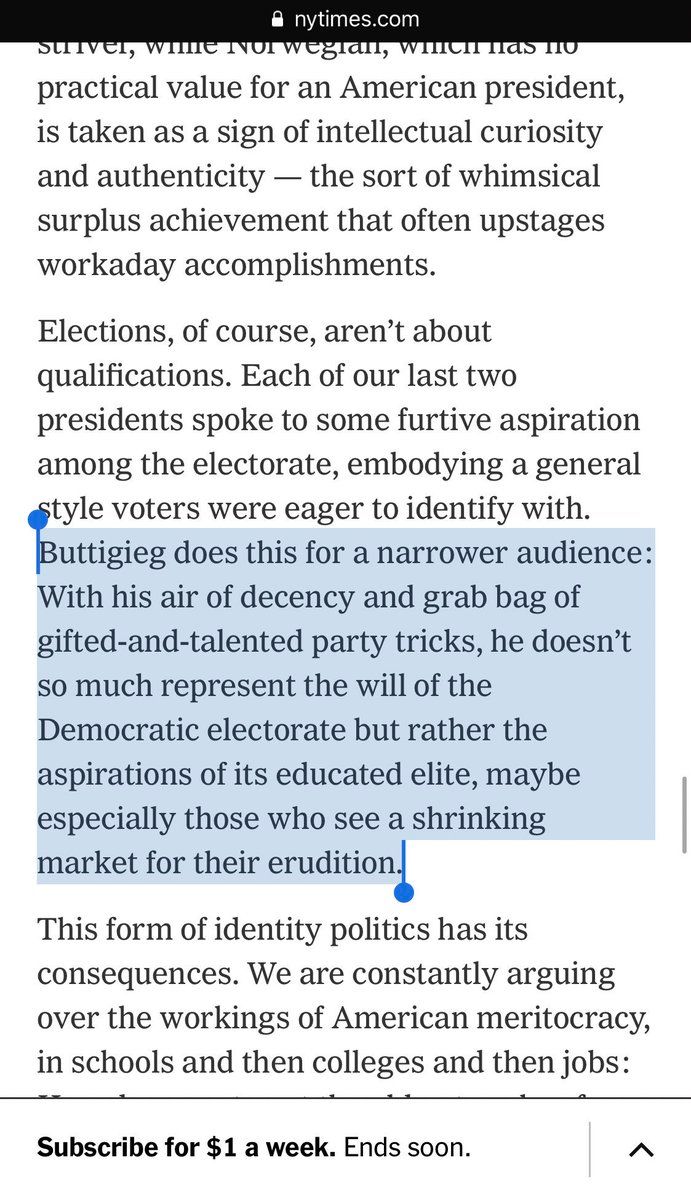 nytimes.com
striver, while Norwegian, which has no
practical value for an American president,
is taken as a sign of intellectual curiosity
and authenticity — the sort of whimsical
surplus achievement that often upstages
workaday accomplishments.
Elections, of course, aren’t about
qualifications. Each of our last two
presidents spoke to some furtive aspiration
among the electorate, embodying a general
style voters were eager to identify with.
Buttigieg does this for a narrower audience:
With his air of decency and grab bag of
gifted-and-talented party tricks, he doesn’t
so much represent the will of the
Democratic electorate but rather the
aspirations of its educated elite, maybe
especially those who see a shrinking
market for their erudition.
This form of identity politics has its
consequences. We are constantly arguing
over the workings of American meritocracy,
in schools and then colleges and then jobs:
Subscribe for $1 a week. Ends soon.